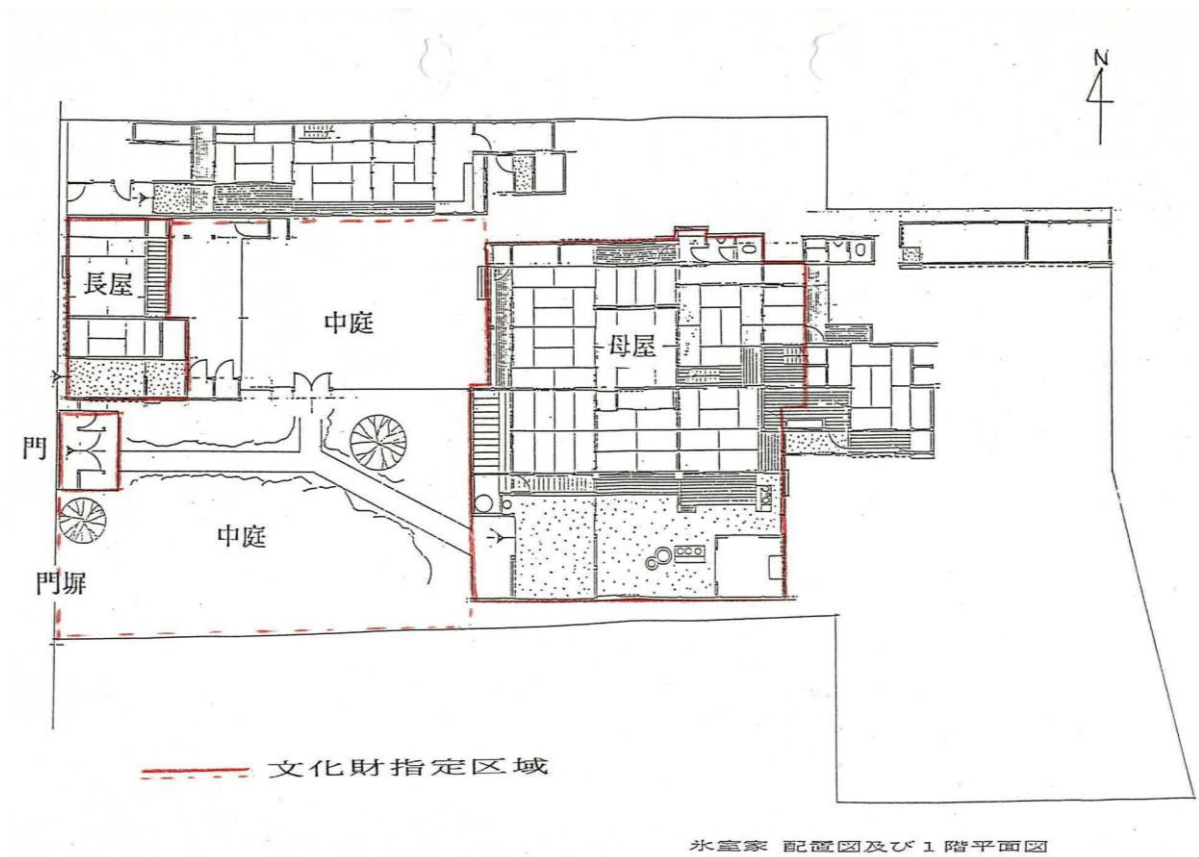 N
長屋
中庭
母屋
門
中庭
門塀
文化財指定区域
氷室家 配置図及び1階平面図